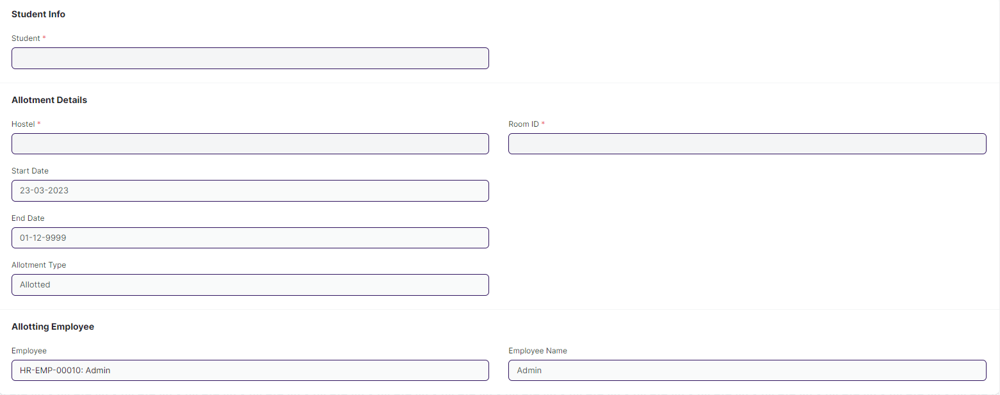 Student Info
Student *
Allotment Details
Hostel *
Room ID *
Start Date
23-03-2023
End Date
01-12-9999
Allotment Type
Allotted
Allotting Employee
Employee
Employee Name
HR-EMP-00010: Admin
Admin